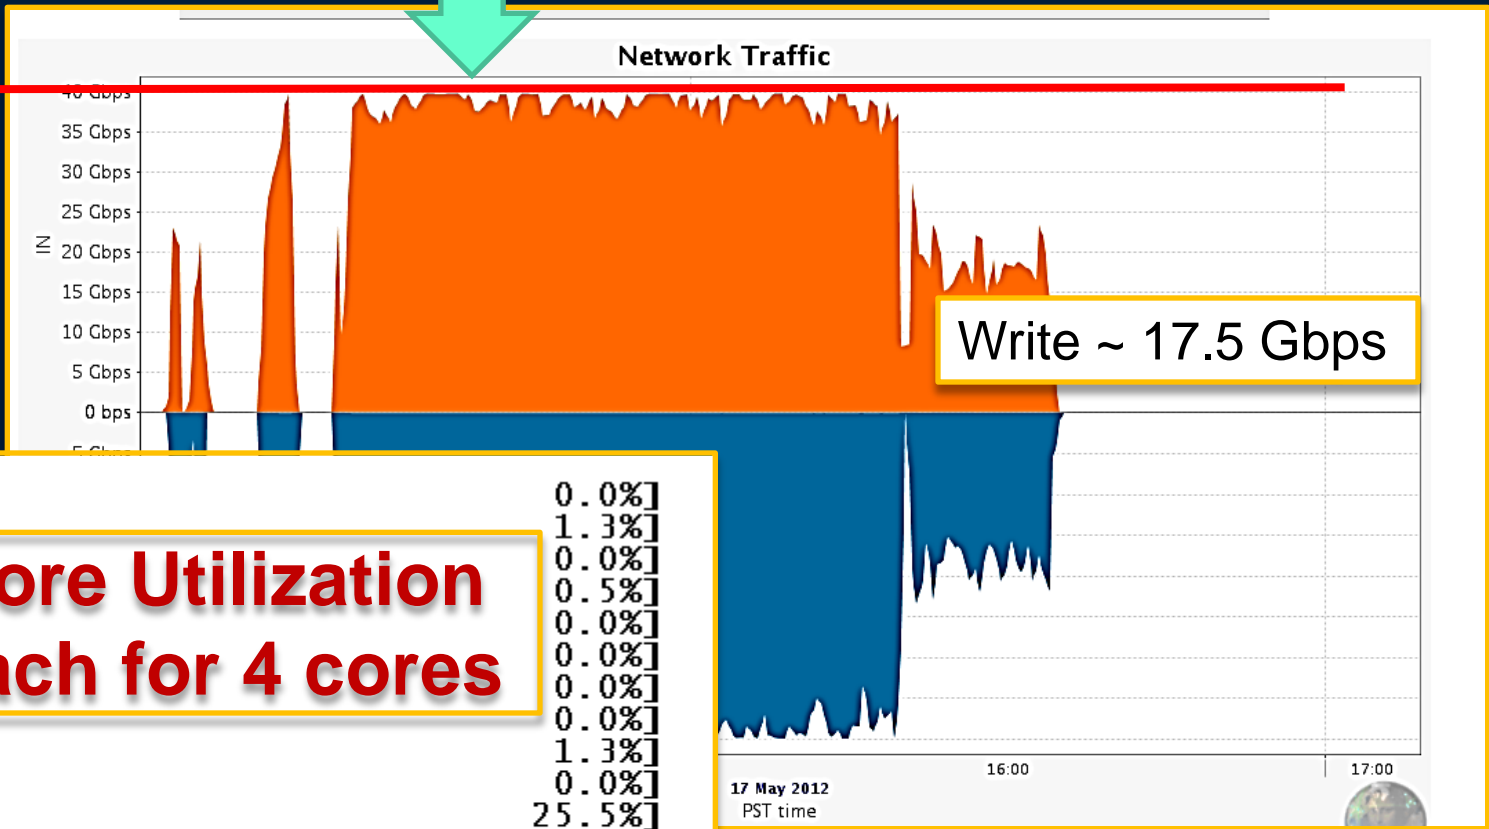 Network Traffic
40 Gbps
35 Gbps
30 Gbps
25 Gbps
IN
20 Gbps
15 Gbps
10 Gbps
5 Gbps
0 bps
Write ~ 17.5 Gbps
0.0%]
1.3%]
0.0%]
0.5%]
0.0%]
0.0%]
0.0%]
0.0%]
1.3%]
0.0%]
25.5%]
ore Utilization
ach for 4 cores
16:00
17:00
17 May 2012
PST time